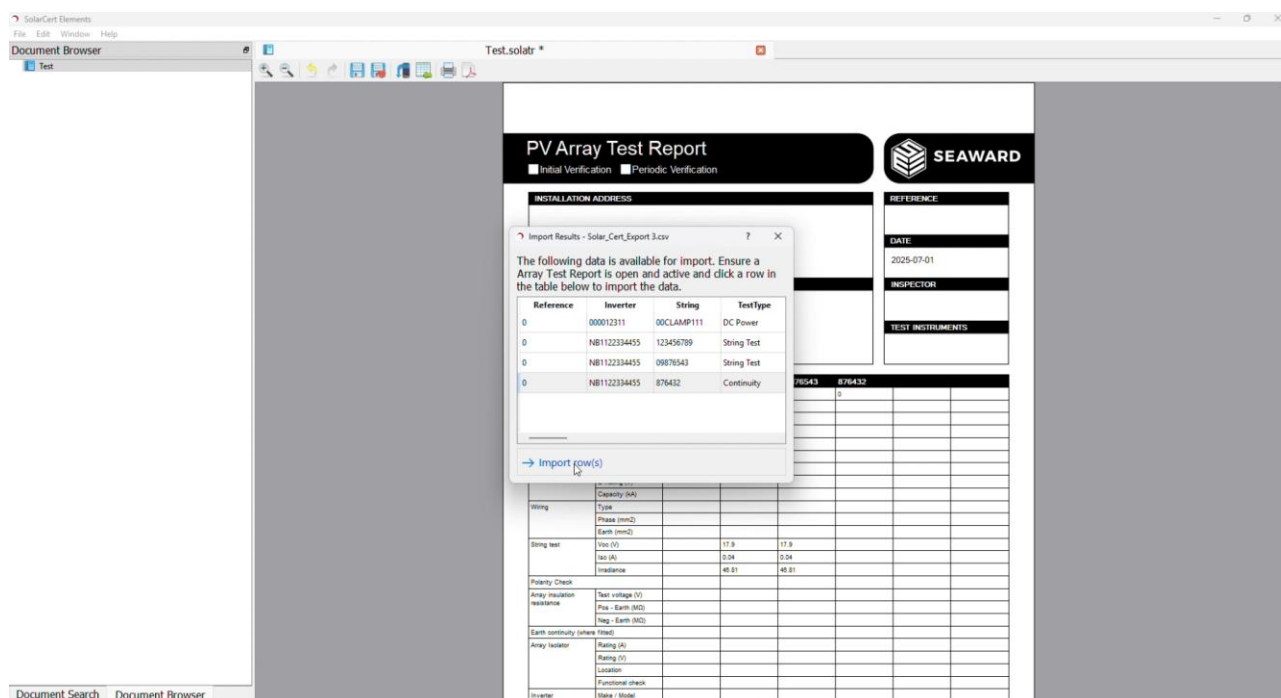 SolarCert Elements
File Edit Window Help
Document Browser
Test.solatr *
Test
PV Array Test Report
Initial Verification Periodic Verification
SEAWARD
INSTALLATION ADDRESS
REFERENCE
DATE
2025-07-01
INSPECTOR
TEST INSTRUMENTS
Import Results - Solar_Cert_Export 3.csv ?
The following data is available for import. Ensure a
Array Test Report is open and active and click a row in
the table below to import the data.
Reference Inverter String TestType
0 000012311 00CLAMP111 DC Power
0 NB1122334455 123456789 String Test
0 NB1122334455 09876543 String Test
0 NB1122334455 876432 Continuity
Import row(s)
76543 876432
0
Capacity (kA)
Wiring Type
Phase (mm2)
Earth (mm2)
String test Voc (V) 17.9 17.9
Isc (A) 0.04 0.04
Irradiance 46.81 46.81
Polarity Check
Array insulation resistance Test voltage (V)
Pos - Earth (MΩ)
Neg - Earth (MΩ)
Earth continuity (where fitted)
Array Isolator Rating (A)
Rating (V)
Location
Functional check
Inverter Make / Model
Document Search Document Browser